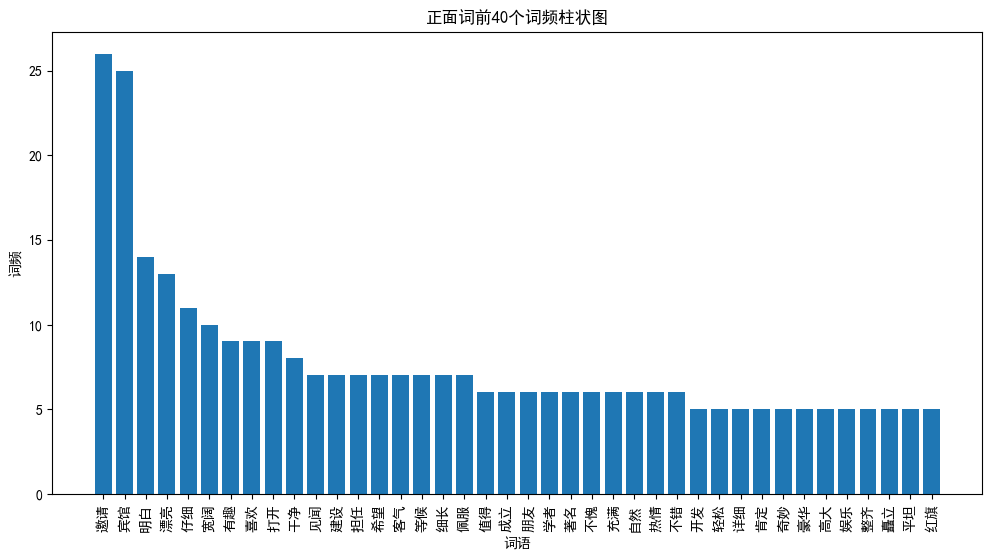 正面词前40个词频柱状图
词频
25
20
15
10
5
0
邀请 宾馆 明白 漂亮 仔细 宽阔 有趣 喜欢 打开 干净 见闻 建设 担任 希望 客气 等候 细长 佩服 值得 成立 朋友 学者 著名 不愧 充满 自然 热情 不错 开发 轻松 详细 肯定 奇妙 豪华 高大 娱乐 整齐 矗立 平坦 红旗
词语